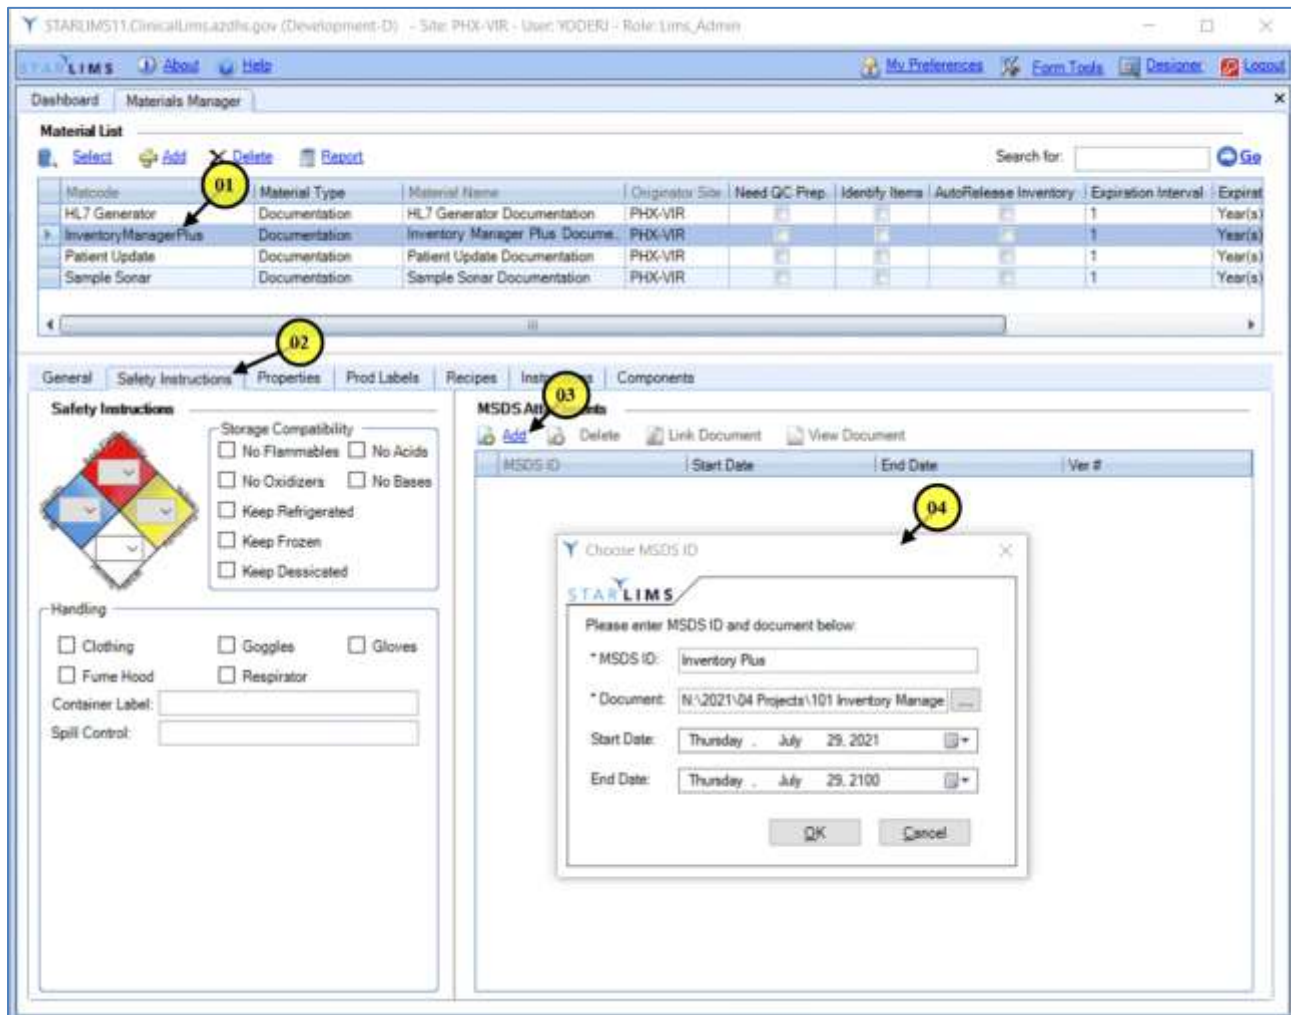 STARLIMS11.ClinicalLims.azdhs.gov (Development-D) - Site: PHX-VIR - User: YODERJ - Role: Lims_Admin
STARLIMS About Help My Preferences Form Tools Designer Logout
Dashboard Materials Manager
Material List
Select Add Delete Report Search for: Go
01
Matcode Material Type Material Name Originator Site Need QC Prep. Identify Items AutoRelease Inventory Expiration Interval Expirat
HL7 Generator Documentation HL7 Generator Documentation PHX-VIR 1 Year(s)
InventoryManagerPlus Documentation Inventory Manager Plus Docume.. PHX-VIR 1 Year(s)
Patient Update Documentation Patient Update Documentation PHX-VIR 1 Year(s)
Sample Sonar Documentation Sample Sonar Documentation PHX-VIR 1 Year(s)
02
General Safety Instructions Properties Prod Labels Recipes Components
03
Safety Instructions
Storage Compatibility
No Flammables No Acids
No Oxidizers No Bases
Keep Refrigerated
Keep Frozen
Keep Dessicated
Handling
Clothing Goggles Gloves
Fume Hood Respirator
Container Label:
Spill Control:
MSDS
Add Delete Link Document View Document
MSDS ID Start Date End Date Ver #
04
Choose MSDS ID
STARLIMS
Please enter MSDS ID and document below:
* MSDS ID: Inventory Plus
* Document: N:\2021\04 Projects\101 Inventory Manage ...
Start Date: Thursday , July 29, 2021
End Date: Thursday , July 29, 2100
OK Cancel